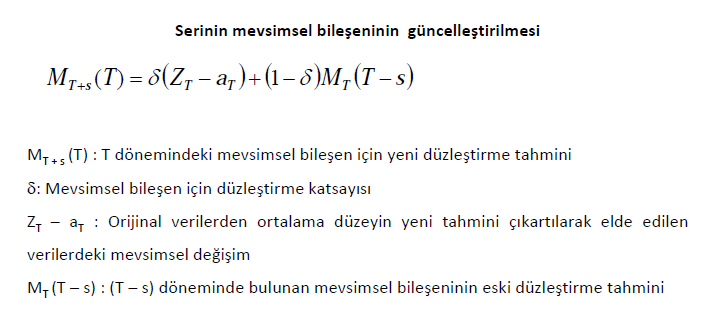 Serinin mevsimsel bileşeninin güncelleştirilmesi
M_{T+s}(T) = δ(Z_T − a_T) + (1 − δ)M_T(T − s)
M_{T+s} (T) : T dönemindeki mevsimsel bileşen için yeni düzleştirme tahmini
δ: Mevsimsel bileşen için düzleştirme katsayısı
Z_T – a_T : Orijinal verilerden ortalama düzeyin yeni tahmini çıkartılarak elde edilen
verilerdeki mevsimsel değişim
M_T (T – s) : (T – s) döneminde bulunan mevsimsel bileşeninin eski düzleştirme tahmini